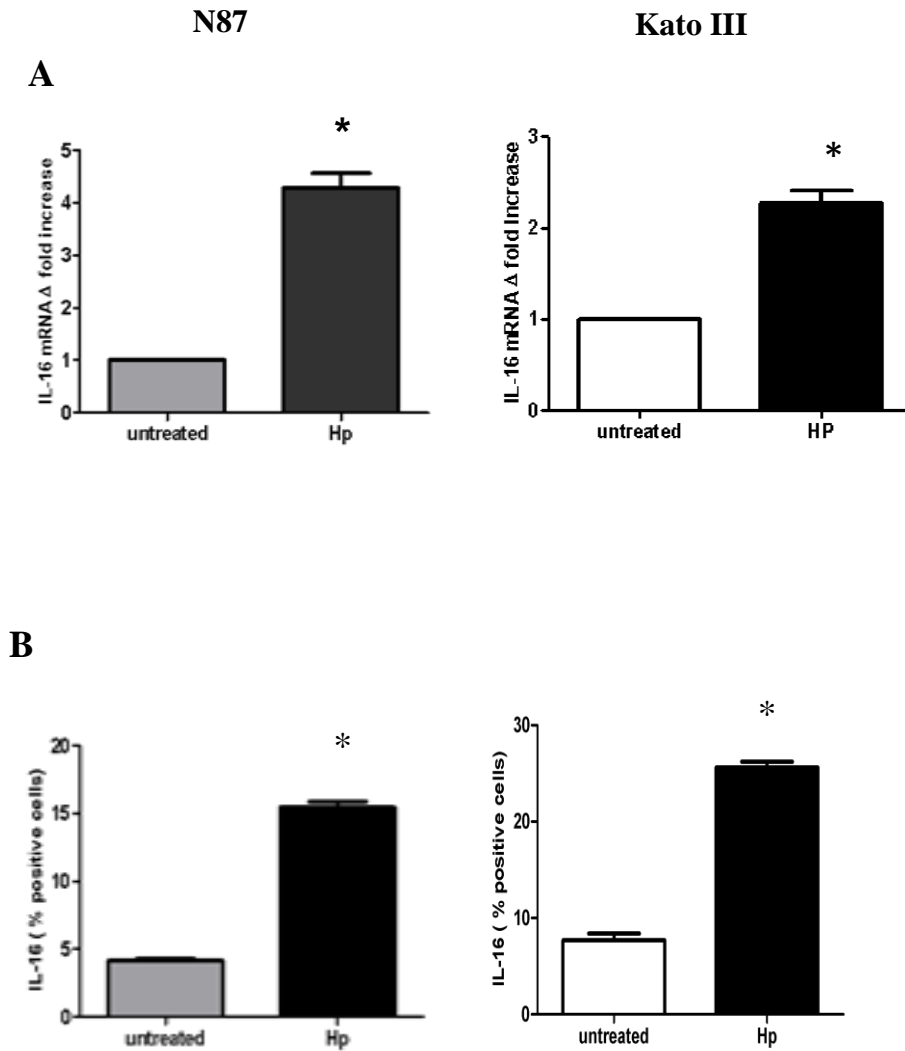 N87
Kato III
A
*
5
4
3
2
1
0
IL-16 mRNA Δ fold increase
untreated
Hp
*
3
2
1
0
IL-16 mRNA Δ fold Increase
untreated
HP
B
*
20
15
10
5
0
IL-16 ( % positive cells)
untreated
Hp
*
30
20
10
0
IL-16 ( % positive cells)
untreated
Hp